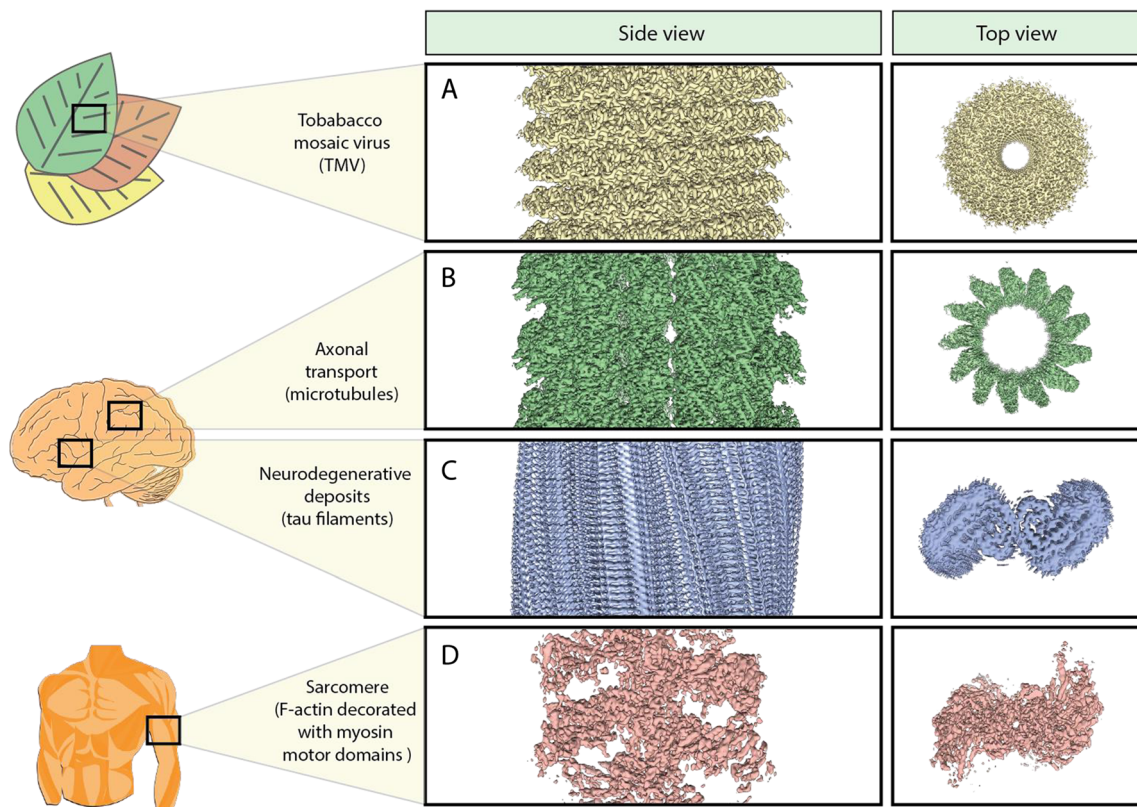 Side view
Top view
A
Tobabacco
mosaic virus
(TMV)
B
Axonal
transport
(microtubules)
C
Neurodegenerative
deposits
(tau filaments)
D
Sarcomere
(F-actin decorated
with myosin
motor domains )